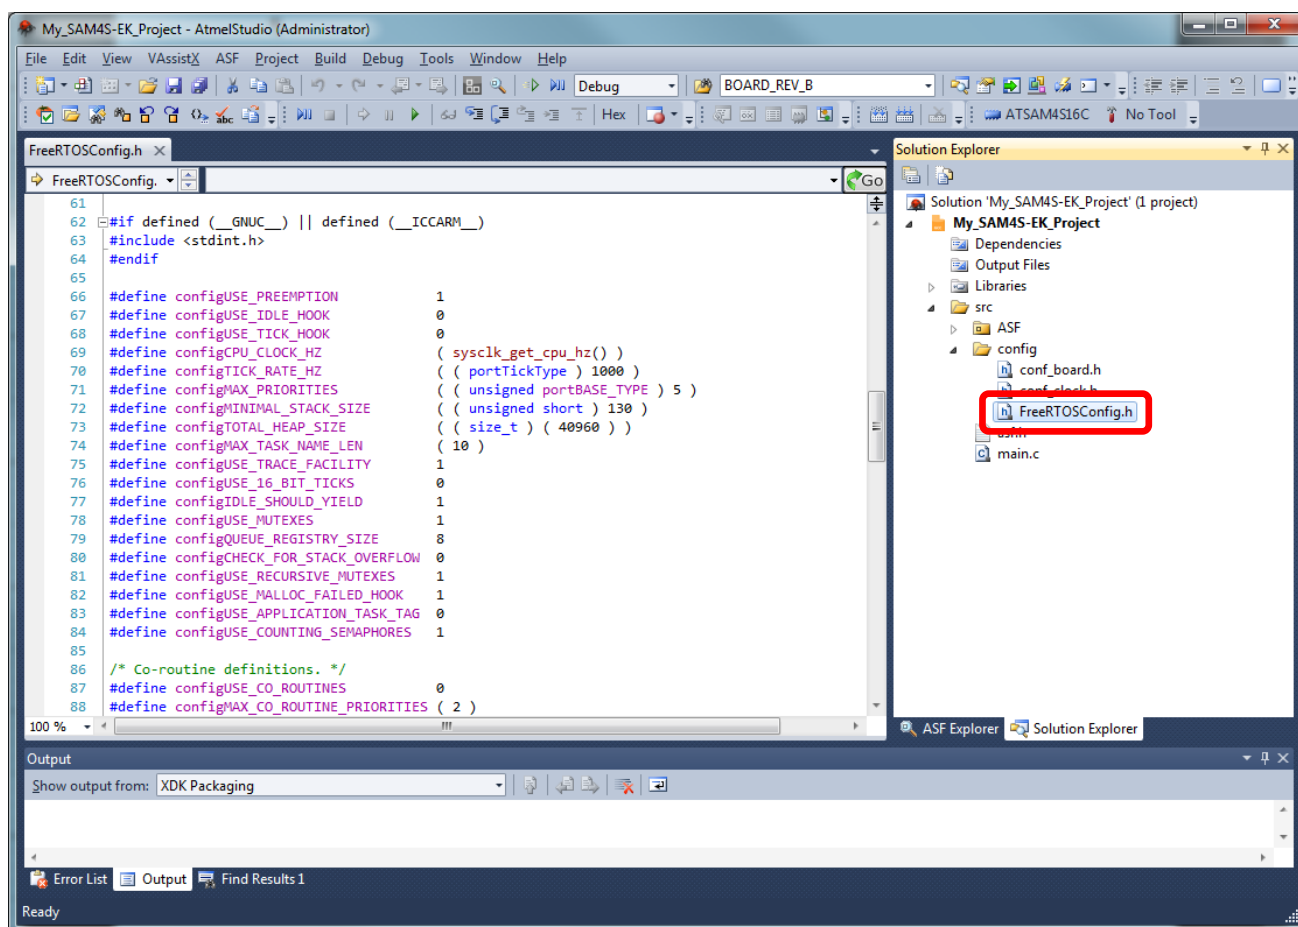 My_SAM4S-EK_Project - AtmelStudio (Administrator)
File Edit View VAssistX ASF Project Build Debug Tools Window Help
Debug BOARD_REV_B
Hex ATSAM4S16C No Tool
FreeRTOSConfig.h
FreeRTOSConfig. Go
61
62 #if defined (__GNUC__) || defined (__ICCARM__)
63 #include <stdint.h>
64 #endif
65
66 #define configUSE_PREEMPTION 1
67 #define configUSE_IDLE_HOOK 0
68 #define configUSE_TICK_HOOK 0
69 #define configCPU_CLOCK_HZ ( sysclk_get_cpu_hz() )
70 #define configTICK_RATE_HZ ( ( portTickType ) 1000 )
71 #define configMAX_PRIORITIES ( ( unsigned portBASE_TYPE ) 5 )
72 #define configMINIMAL_STACK_SIZE ( ( unsigned short ) 130 )
73 #define configTOTAL_HEAP_SIZE ( ( size_t ) ( 40960 ) )
74 #define configMAX_TASK_NAME_LEN ( 10 )
75 #define configUSE_TRACE_FACILITY 1
76 #define configUSE_16_BIT_TICKS 0
77 #define configIDLE_SHOULD_YIELD 1
78 #define configUSE_MUTEXES 1
79 #define configQUEUE_REGISTRY_SIZE 8
80 #define configCHECK_FOR_STACK_OVERFLOW 0
81 #define configUSE_RECURSIVE_MUTEXES 1
82 #define configUSE_MALLOC_FAILED_HOOK 1
83 #define configUSE_APPLICATION_TASK_TAG 0
84 #define configUSE_COUNTING_SEMAPHORES 1
85
86 /* Co-routine definitions. */
87 #define configUSE_CO_ROUTINES 0
88 #define configMAX_CO_ROUTINE_PRIORITIES ( 2 )
100 %
Solution Explorer
Solution 'My_SAM4S-EK_Project' (1 project)
My_SAM4S-EK_Project
Dependencies
Output Files
Libraries
src
ASF
config
conf_board.h
conf_clock.h
FreeRTOSConfig.h
asf.h
main.c
ASF Explorer Solution Explorer
Output
Show output from: XDK Packaging
Error List Output Find Results 1
Ready